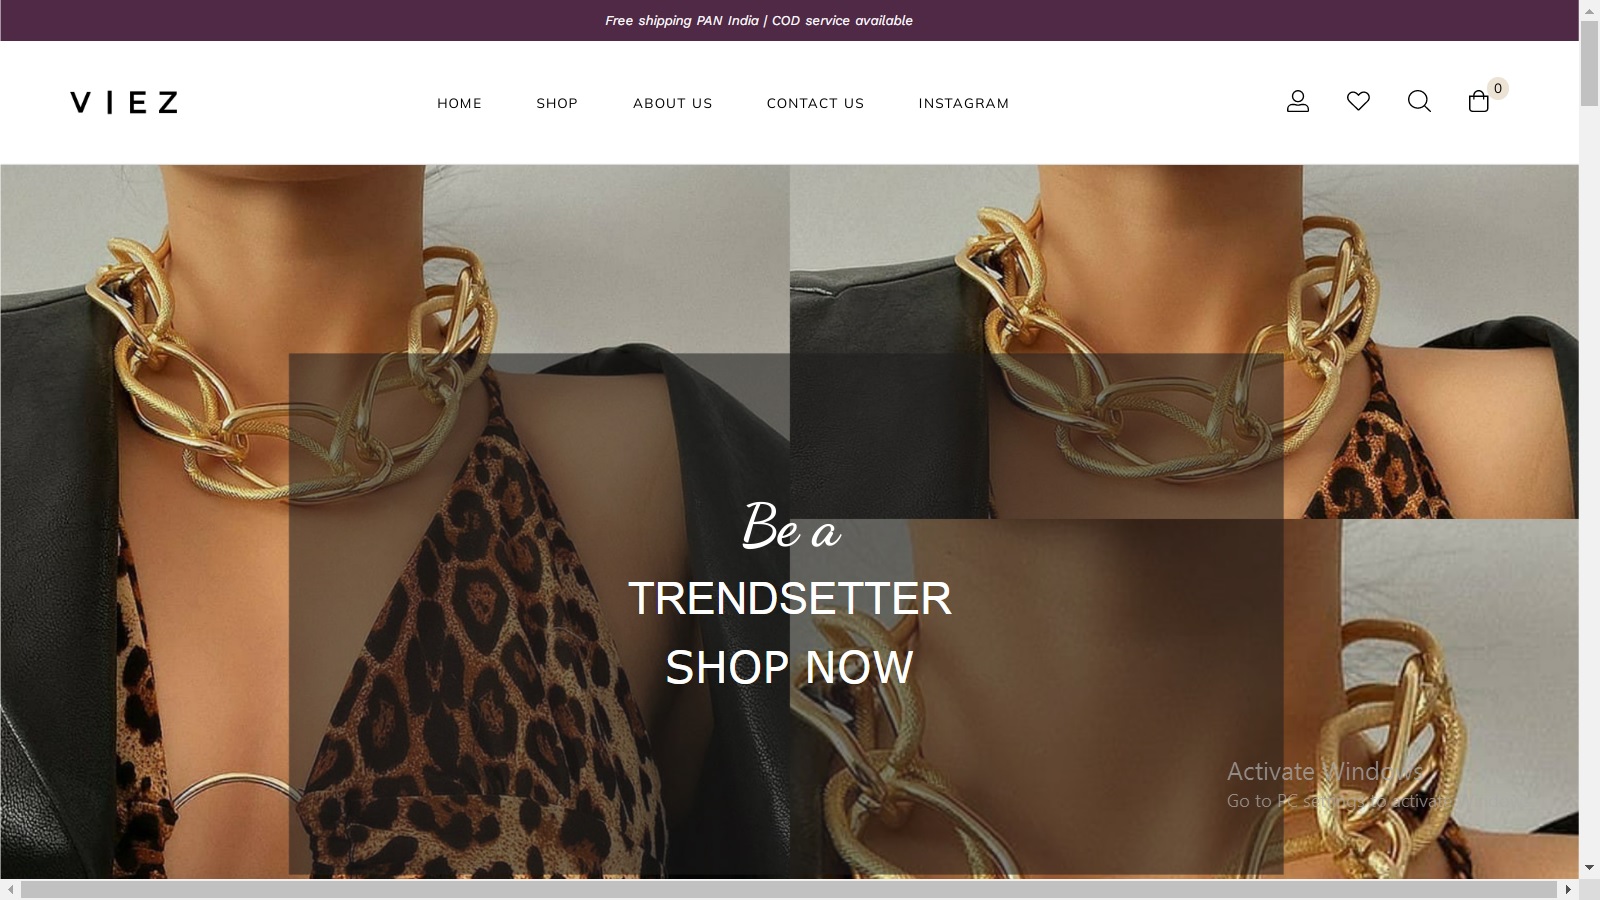 Free shipping PAN India | COD service available
VIEZ
HOME SHOP ABOUT US CONTACT US INSTAGRAM
0
Be a
TRENDSETTER
SHOP NOW
Activate Windows
Go to PC settings to activate